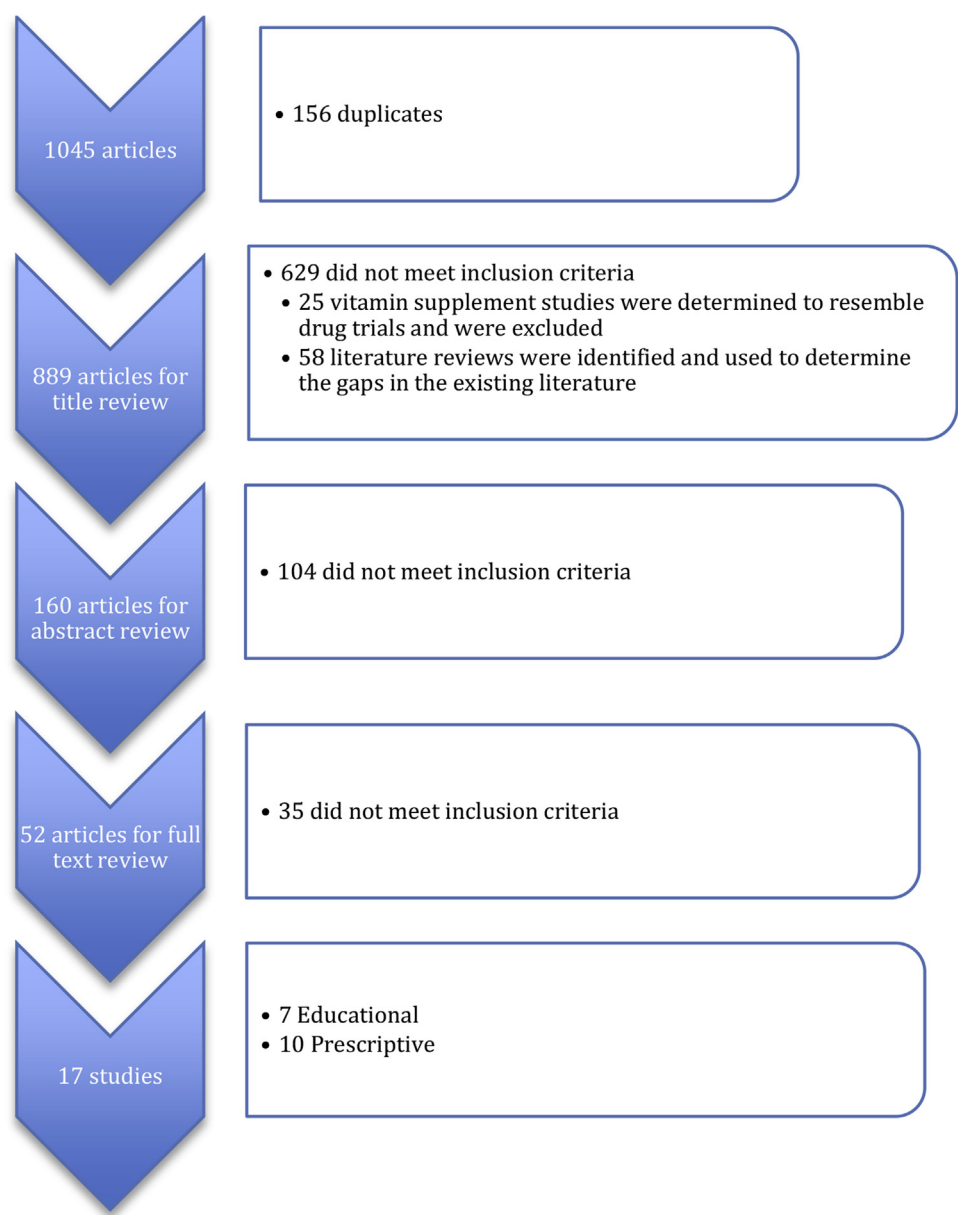 1045 articles
• 156 duplicates
889 articles for
title review
• 629 did not meet inclusion criteria
• 25 vitamin supplement studies were determined to resemble
drug trials and were excluded
• 58 literature reviews were identified and used to determine
the gaps in the existing literature
160 articles for
abstract review
• 104 did not meet inclusion criteria
52 articles for full
text review
• 35 did not meet inclusion criteria
17 studies
• 7 Educational
• 10 Prescriptive